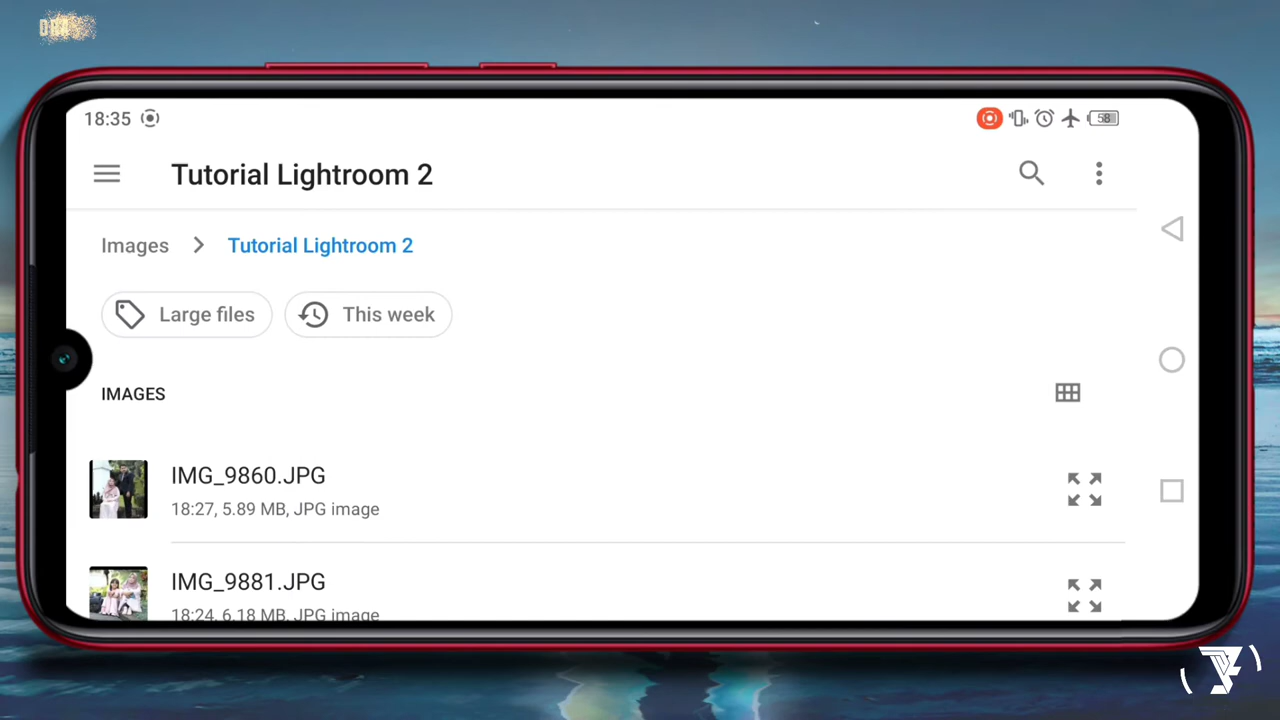 18:35
58
Tutorial Lightroom 2
Images
Tutorial Lightroom 2
Large files
This week
IMAGES
IMG_9860.JPG
18:27, 5.89 MB, JPG image
IMG_9881.JPG
18:24, 6.18 MB, JPG image